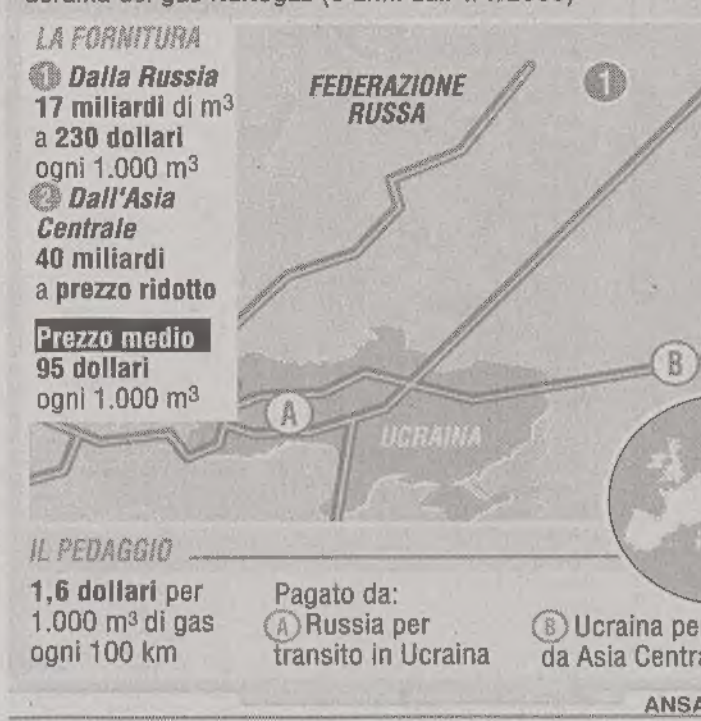 LA FORNITURA
1 Dalla Russia
17 miliardi di m³
a 230 dollari
ogni 1.000 m³
2 Dall'Asia
Centrale
40 miliardi
a prezzo ridotto
Prezzo medio
95 dollari
ogni 1.000 m³
FEDERAZIONE
RUSSA
1
B
A
UCRAINA
IL PEDAGGIO
1,6 dollari per
1.000 m³ di gas
ogni 100 km
Pagato da:
A Russia per
transito in Ucraina
B Ucraina pe
da Asia Centra
ANSA